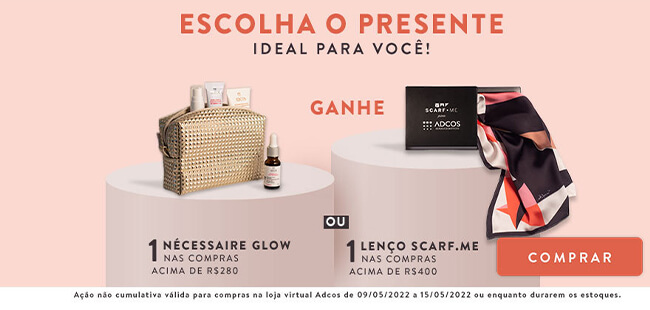 ESCOLHA O PRESENTE
IDEAL PARA VOCÊ!
GANHE
SCARF•ME
ADCOS
OU
1 NÉCESSAIRE GLOW
NAS COMPRAS
ACIMA DE R$280
1 LENÇO SCARF.ME
NAS COMPRAS
ACIMA DE R$400
COMPRAR
Ação não cumulativa válida para compras na loja virtual Adcos de 09/05/2022 a 15/05/2022 ou enquanto durarem os estoques.